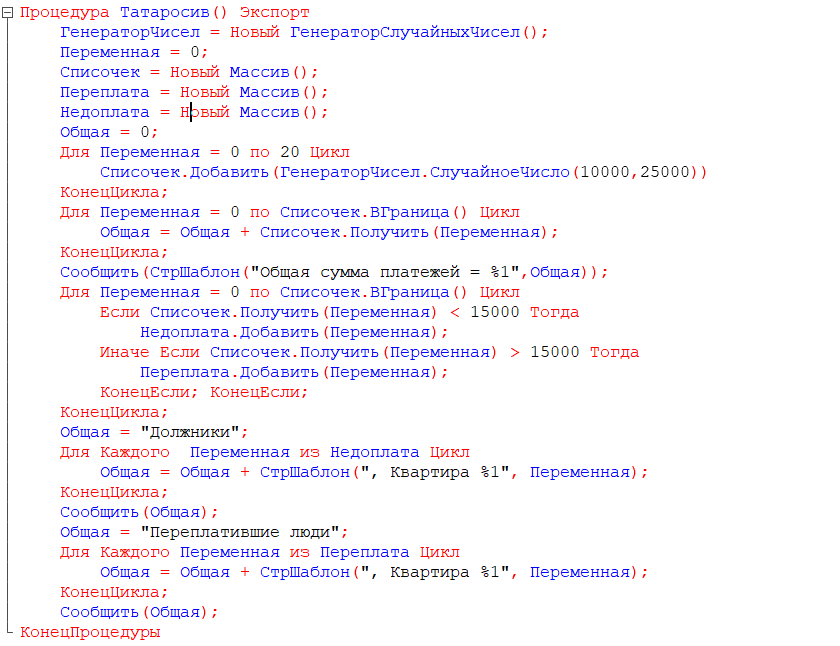 Процедура Татаросив() Экспорт
ГенераторЧисел = Новый ГенераторСлучайныхЧисел();
Переменная = 0;
Списочек = Новый Массив();
Переплата = Новый Массив();
Недоплата = Новый Массив();
Общая = 0;
Для Переменная = 0 по 20 Цикл
Списочек.Добавить(ГенераторЧисел.СлучайноеЧисло(10000,25000))
КонецЦикла;
Для Переменная = 0 по Списочек.ВГраница() Цикл
Общая = Общая + Списочек.Получить(Переменная);
КонецЦикла;
Сообщить(СтрШаблон("Общая сумма платежей = %1",Общая));
Для Переменная = 0 по Списочек.ВГраница() Цикл
Если Списочек.Получить(Переменная) < 15000 Тогда
Недоплата.Добавить(Переменная);
Иначе Если Списочек.Получить(Переменная) > 15000 Тогда
Переплата.Добавить(Переменная);
КонецЕсли; КонецЕсли;
КонецЦикла;
Общая = "Должники";
Для Каждого  Переменная из Недоплата Цикл
Общая = Общая + СтрШаблон(", Квартира %1", Переменная);
КонецЦикла;
Сообщить(Общая);
Общая = "Переплатившие люди";
Для Каждого Переменная из Переплата Цикл
Общая = Общая + СтрШаблон(", Квартира %1", Переменная);
КонецЦикла;
Сообщить(Общая);
КонецПроцедуры